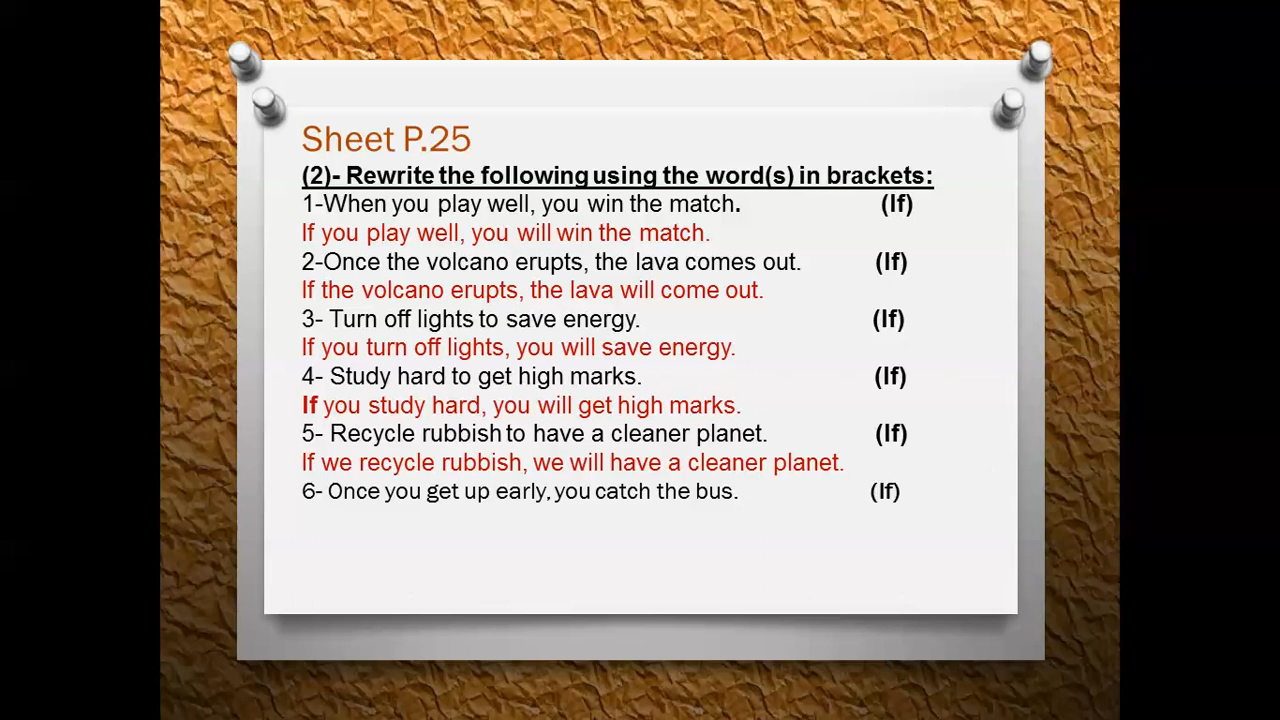 Sheet P.25
(2)- Rewrite the following using the word(s) in brackets:
1-When you play well, you win the match. (If)
If you play well, you will win the match.
2-Once the volcano erupts, the lava comes out. (If)
If the volcano erupts, the lava will come out.
3- Turn off lights to save energy. (If)
If you turn off lights, you will save energy.
4- Study hard to get high marks. (If)
If you study hard, you will get high marks.
5- Recycle rubbish to have a cleaner planet. (If)
If we recycle rubbish, we will have a cleaner planet.
6- Once you get up early, you catch the bus. (If)